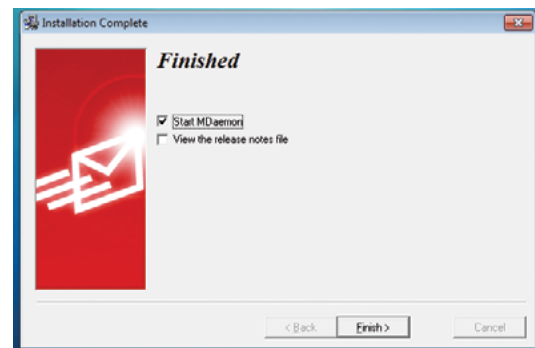 Installation Complete
Finished
Start MDaemon
View the release notes file
< Back
Finish >
Cancel